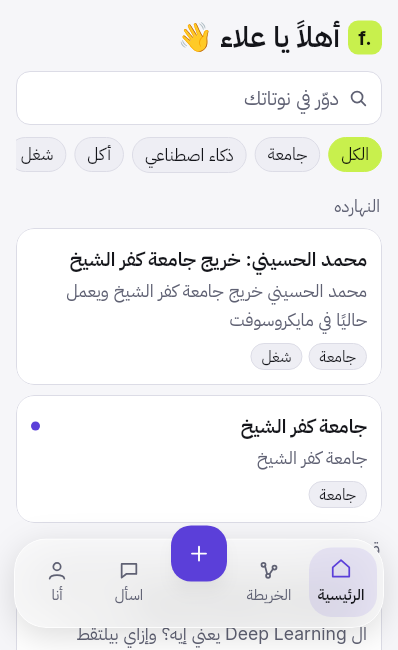 f.
أهلاً يا علاء 👋
دوّر في نوتاتك
الكل
جامعة
ذكاء اصطناعي
أكل
شغل
النهارده
محمد الحسيني: خريج جامعة كفر الشيخ
محمد الحسيني خريج جامعة كفر الشيخ ويعمل
حاليًا في مايكروسوفت
جامعة
شغل
جامعة كفر الشيخ
جامعة كفر الشيخ
جامعة
الرئيسية
الخريطة
اسأل
أنا
ال Deep Learning يعني إيه؟ وإزاي بيلتقط